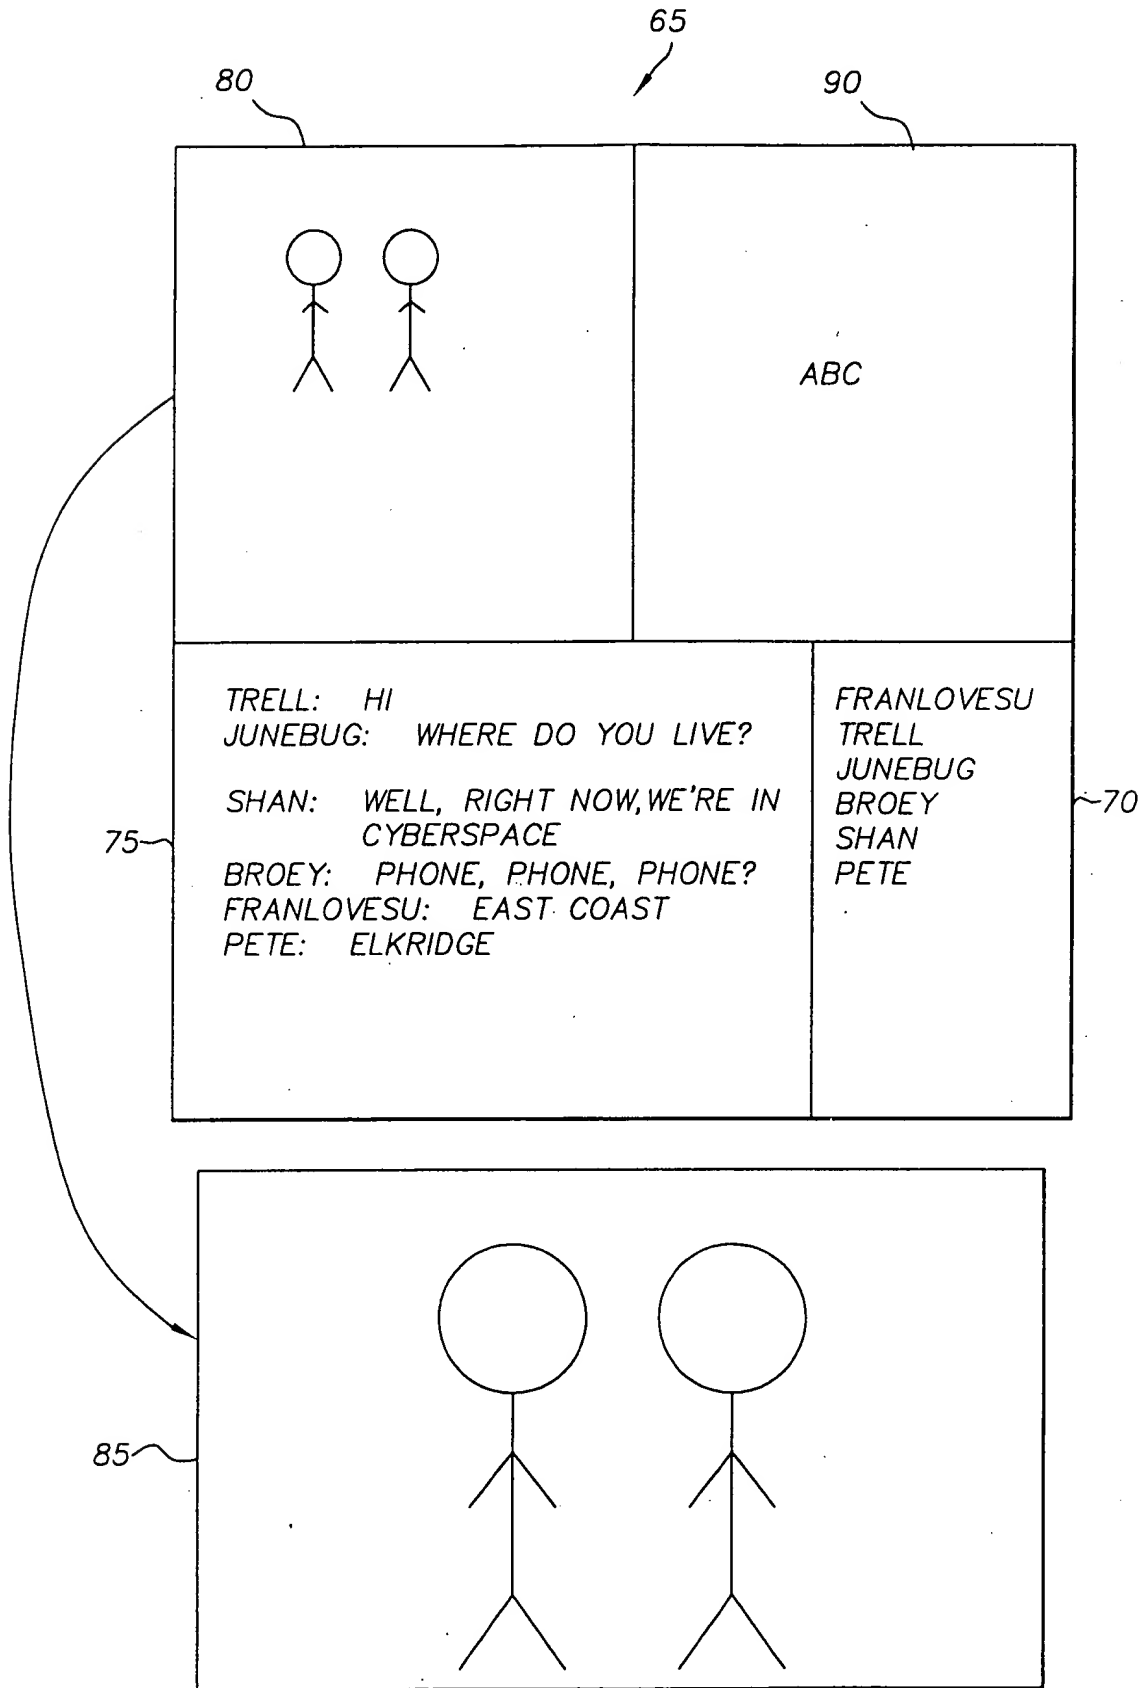 65
80
90
ABC
TRELL: HI
JUNEBUG: WHERE DO YOU LIVE?
SHAN: WELL, RIGHT NOW, WE'RE IN
CYBERSPACE
BROEY: PHONE, PHONE, PHONE?
FRANLOVESU: EAST COAST
PETE: ELKRIDGE
75
FRANLOVESU
TRELL
JUNEBUG
BROEY
SHAN
PETE
70
85